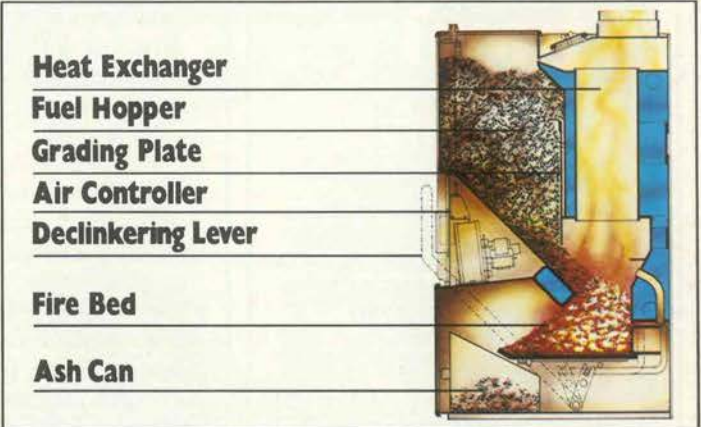 Heat Exchanger
Fuel Hopper
Grading Plate
Air Controller
Declinkering Lever
Fire Bed
Ash Can